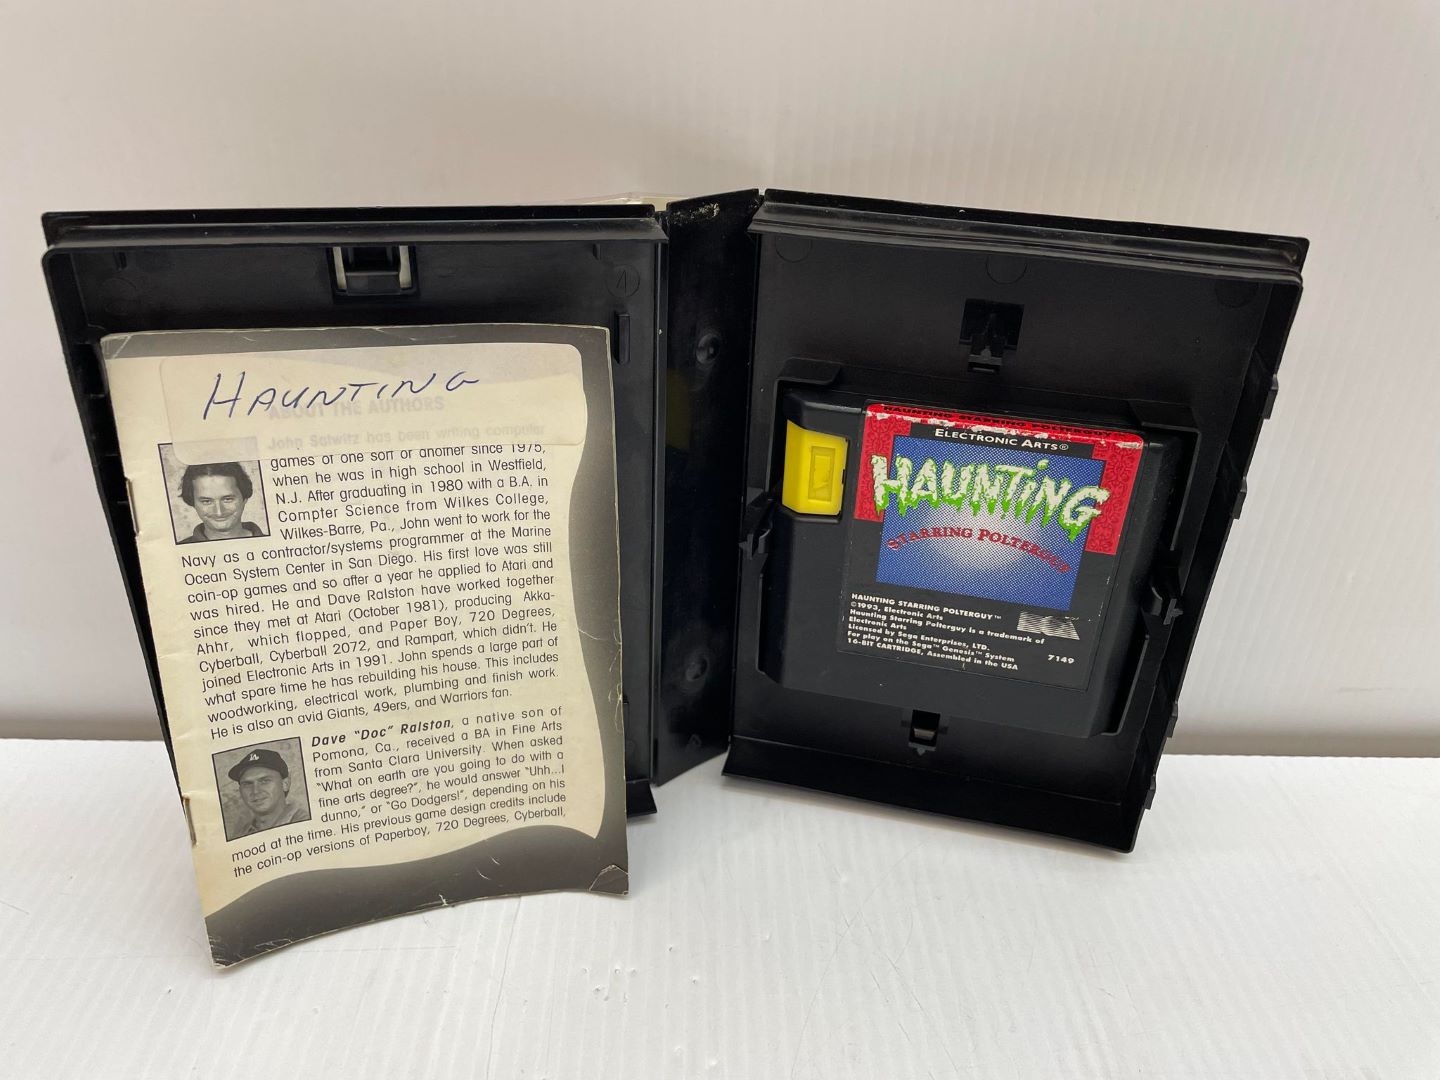 HAUNTING
ABOUT THE AUTHORS
John Salwitz has been writing computer
games of one sort or another since 1975,
when he was in high school in Westfield,
N.J. After graduating in 1980 with a B.A. in
Compter Science from Wilkes College,
Wilkes-Barre, Pa., John went to work for the
Navy as a contractor/systems programmer at the Marine
Ocean System Center in San Diego. His first love was still
coin-op games and so after a year he applied to Atari and
was hired. He and Dave Ralston have worked together
since they met at Atari (October 1981), producing Akka-
Ahhr, which flopped, and Paper Boy, 720 Degrees,
Cyberball, Cyberball 2072, and Rampart, which didn't. He
joined Electronic Arts in 1991. John spends a large part of
what spare time he has rebuilding his house. This includes
woodworking, electrical work, plumbing and finish work.
He is also an avid Giants, 49ers, and Warriors fan.
Dave "Doc" Ralston, a native son of
Pomona, Ca., received a BA in Fine Arts
from Santa Clara University. When asked
"What on earth are you going to do with a
fine arts degree?", he would answer "Uhh...I
dunno," or "Go Dodgers!", depending on his
mood at the time. His previous game design credits include
the coin-op versions of Paperboy, 720 Degrees, Cyberball,
HAUNTING STARRING POLTERGUY
ELECTRONIC ARTS®
HAUNTING
STARRING POLTERGUY
HAUNTING STARRING POLTERGUY™
©1993, Electronic Arts
Haunting Starring Polterguy is a trademark of
Electronic Arts
Licensed by Sega Enterprises, LTD.
For play on the Sega™ Genesis™ System
16-BIT CARTRIDGE, Assembled in the USA
7149